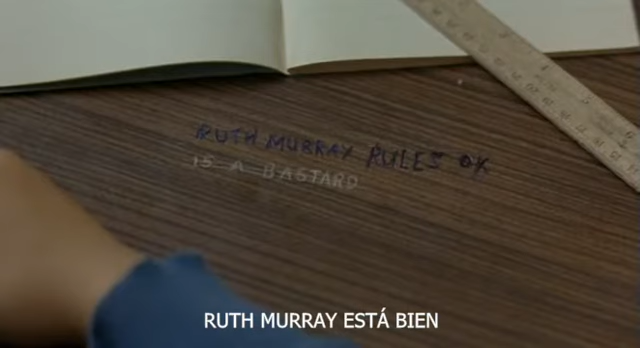 RUTH MURRAY RULES OK
IS A BASTARD
RUTH MURRAY ESTÁ BIEN